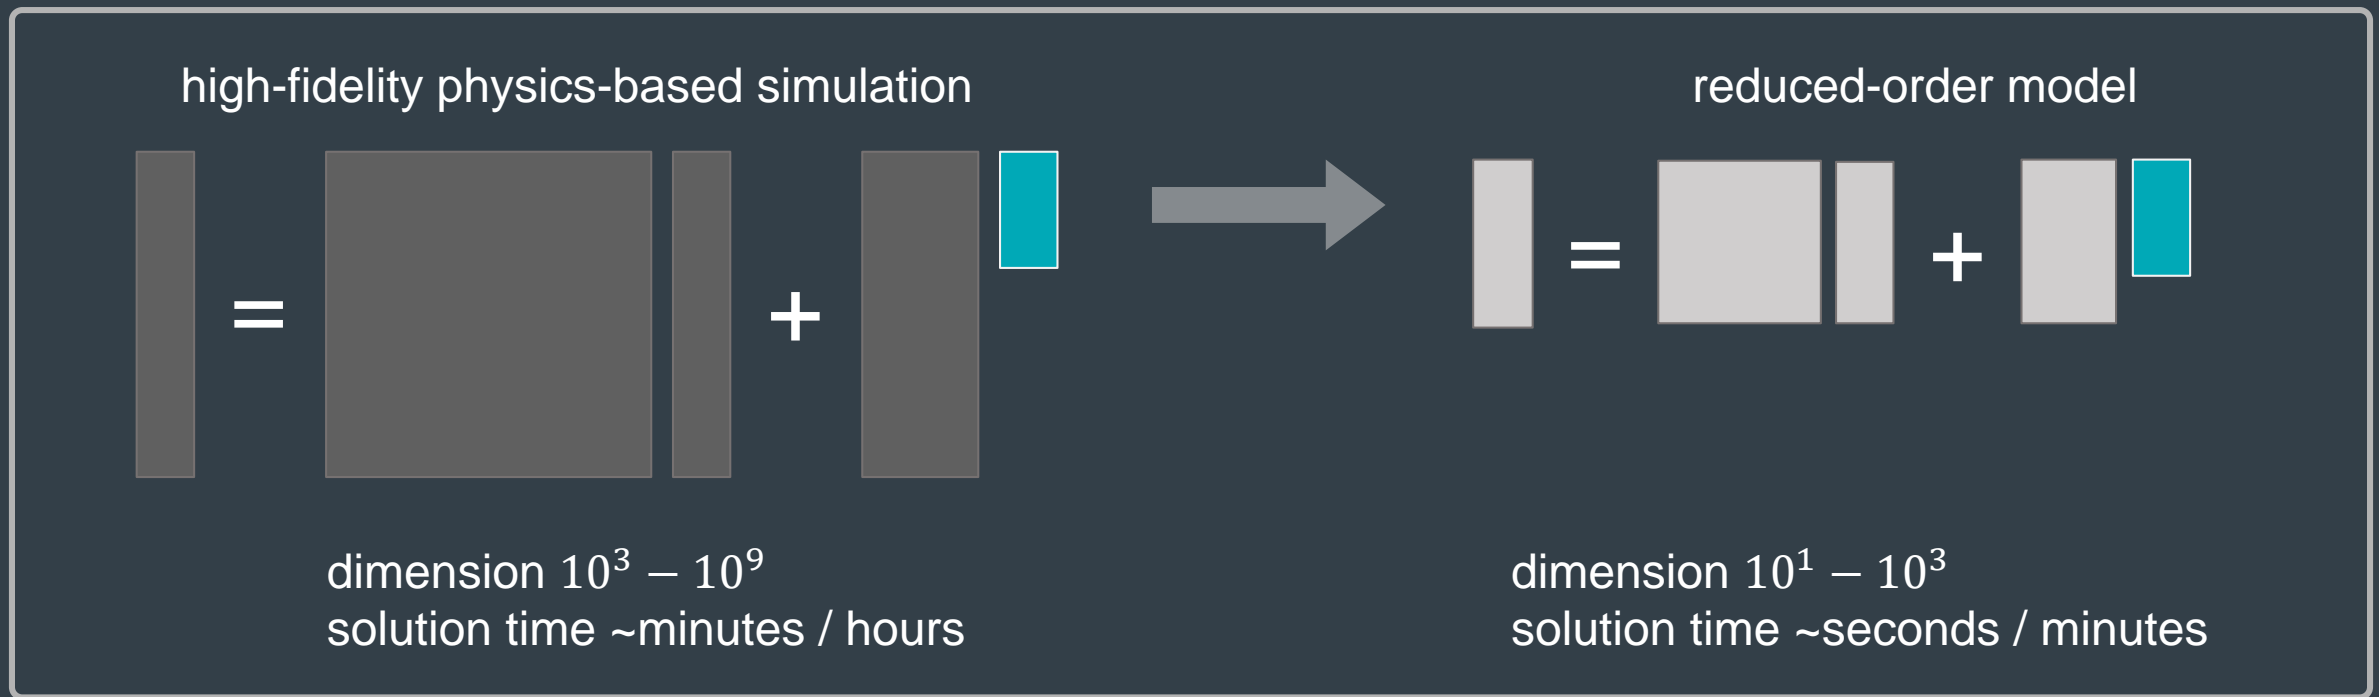 high-fidelity physics-based simulation
= +
dimension 10³ – 10⁹
solution time ~minutes / hours
reduced-order model
= +
dimension 10¹ – 10³
solution time ~seconds / minutes